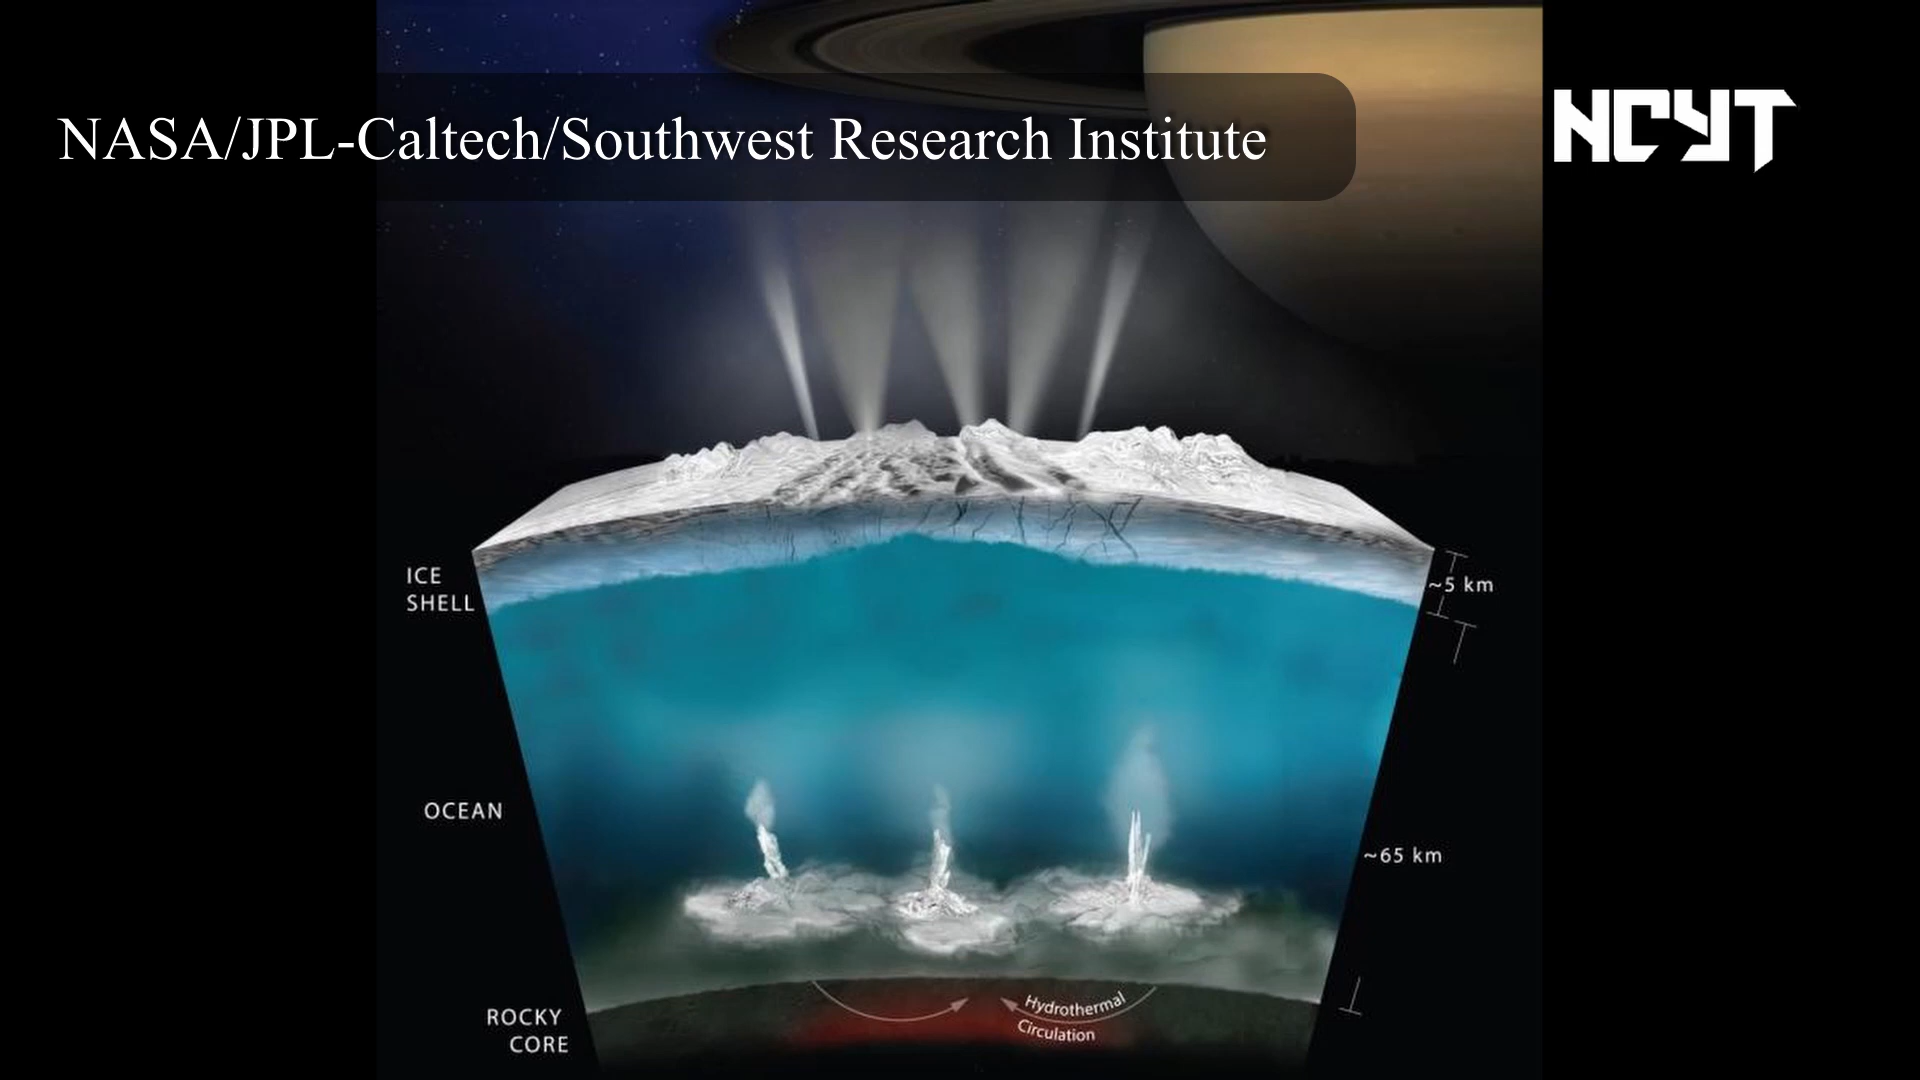 NASA/JPL-Caltech/Southwest Research Institute
NCYT
ICE
SHELL
~5 km
OCEAN
~65 km
ROCKY
CORE
Hydrothermal
Circulation